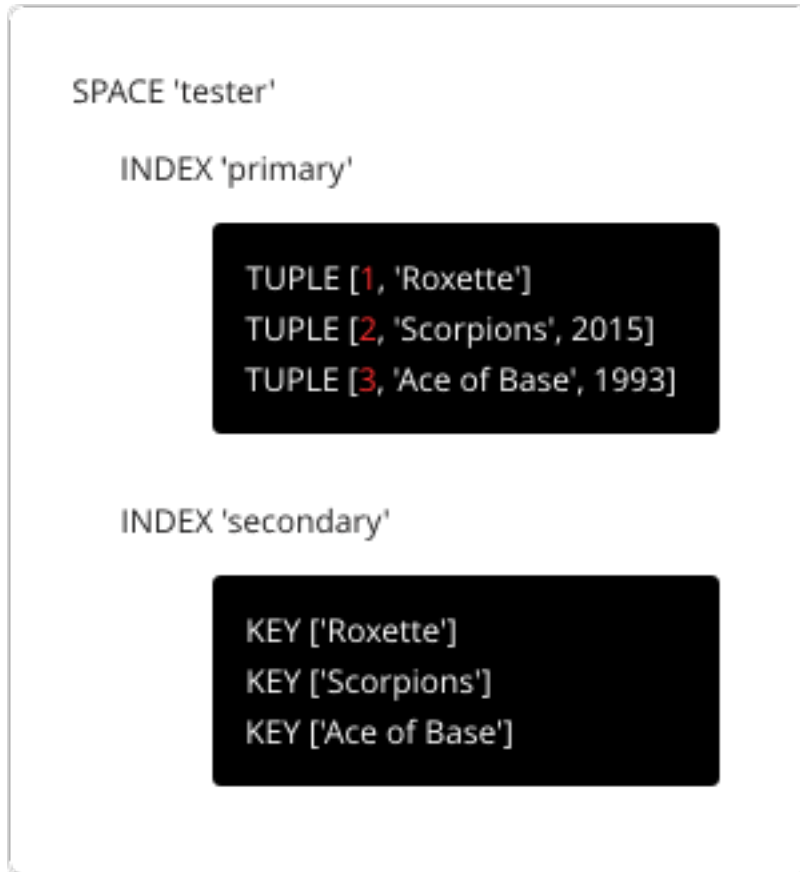 SPACE 'tester'
INDEX 'primary'
TUPLE [1, 'Roxette']
TUPLE [2, 'Scorpions', 2015]
TUPLE [3, 'Ace of Base', 1993]
INDEX 'secondary'
KEY ['Roxette']
KEY ['Scorpions']
KEY ['Ace of Base']